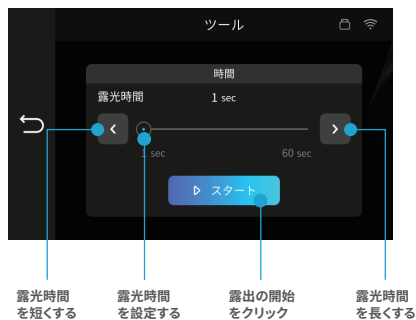 ツール
時間
露光時間 1 sec
1 sec 60 sec
スタート
露光時間
を短くする
露光時間
を設定する
露出の開始
をクリック
露光時間
を長くする